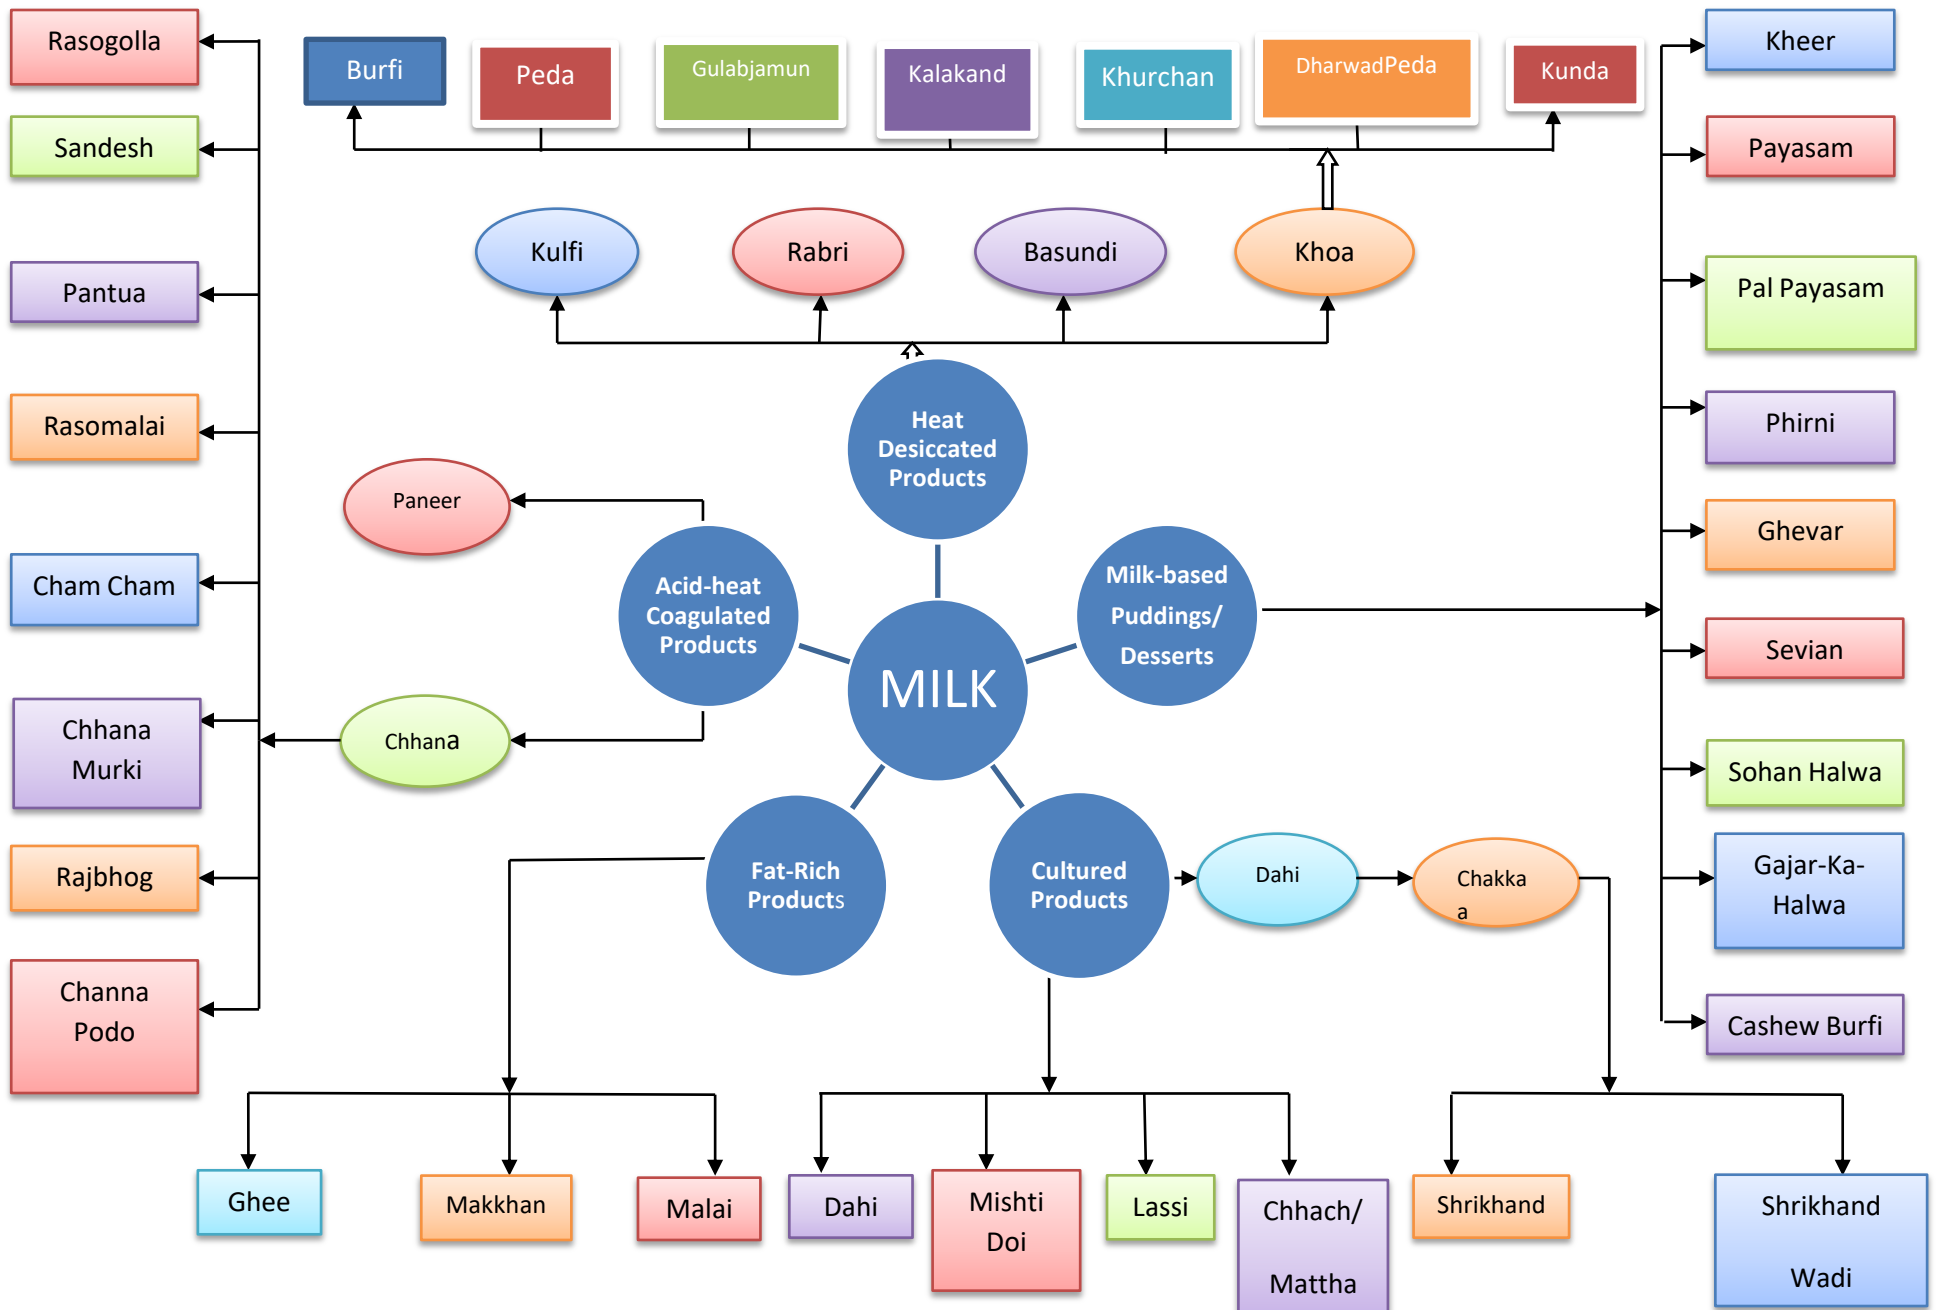 Rasogolla
Sandesh
Pantua
Rasomalai
Cham Cham
Chhana
Murki
Rajbhog
Channa
Podo
Burfi
Peda
Gulabjamun
Kalakand
Khurchan
DharwadPeda
Kunda
Kulfi
Rabri
Basundi
Khoa
Heat
Desiccated
Products
Paneer
Acid-heat
Coagulated
Products
Chhana
Milk-based
Puddings/
Desserts
MILK
Fat-Rich
Products
Cultured
Products
Dahi
Chakka
a
Kheer
Payasam
Pal Payasam
Phirni
Ghevar
Sevian
Sohan Halwa
Gajar-Ka-
Halwa
Cashew Burfi
Ghee
Makkhan
Malai
Dahi
Mishti
Doi
Lassi
Chhach/
Mattha
Shrikhand
Shrikhand
Wadi